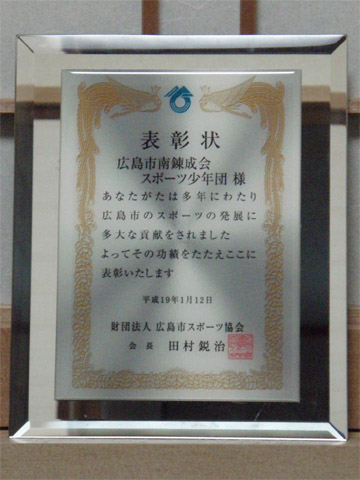 表彰状
広島市南錬成会
スポーツ少年団 様
あなたがたは多年にわたり
広島市のスポーツの発展に
多大な貢献をされました
よってその功績をたたえここに
表彰いたします
平成19年1月12日
財団法人 広島市スポーツ協会
会長 田村鋭治